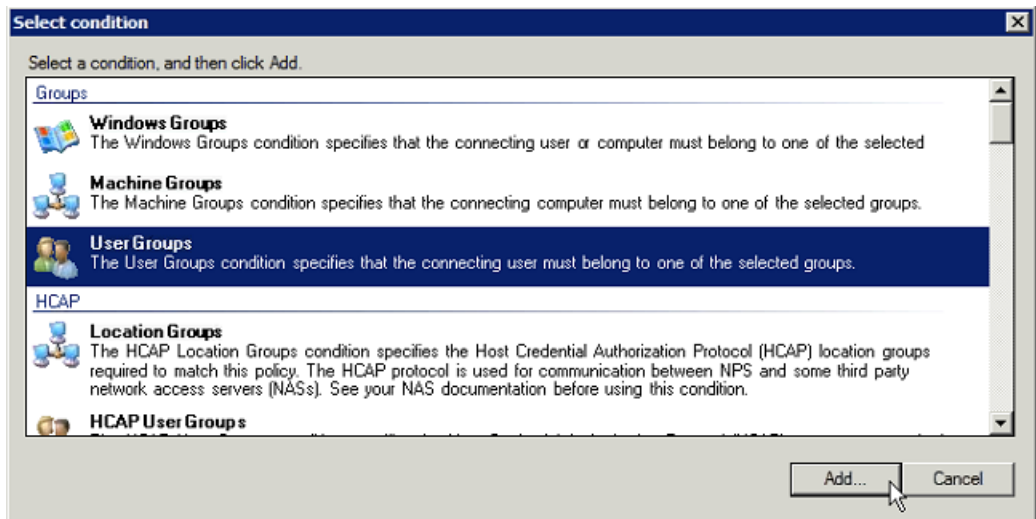 Select condition
Select a condition, and then click Add.
Groups
Windows Groups
The Windows Groups condition specifies that the connecting user or computer must belong to one of the selected
Machine Groups
The Machine Groups condition specifies that the connecting computer must belong to one of the selected groups.
User Groups
The User Groups condition specifies that the connecting user must belong to one of the selected groups.
HCAP
Location Groups
The HCAP Location Groups condition specifies the Host Credential Authorization Protocol (HCAP) location groups
required to match this policy. The HCAP protocol is used for communication between NPS and some third party
network access servers (NASs). See your NAS documentation before using this condition.
HCAP User Groups
Add...
Cancel